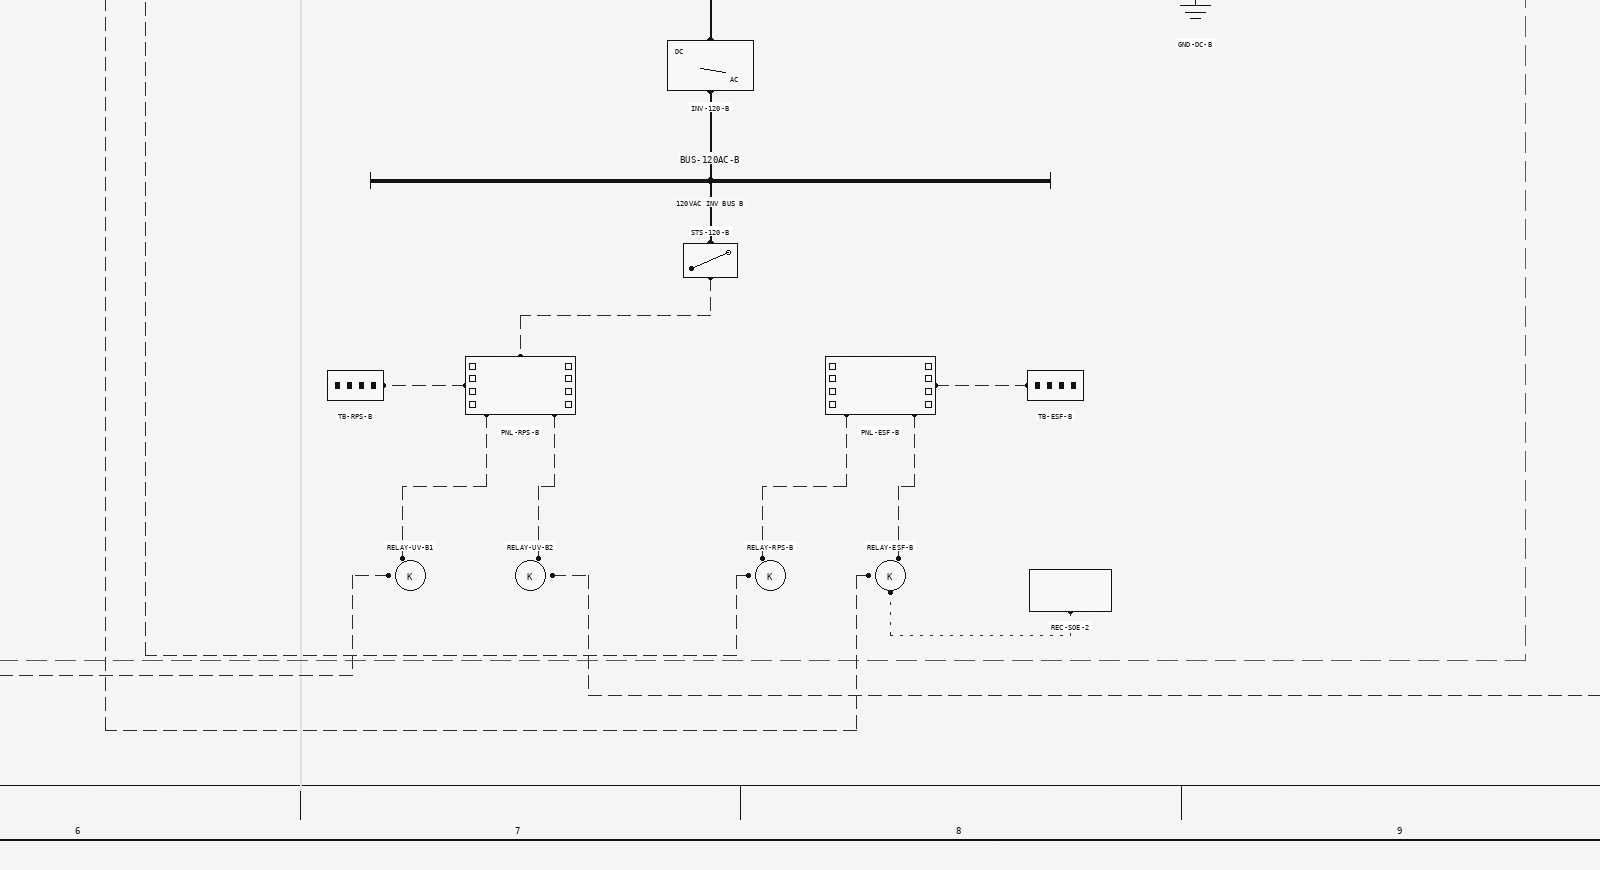 GND-DC-B
DC
AC
INV-120-B
BUS-120AC-B
120VAC INV BUS B
STS-120-B
TB-RPS-B
PNL-RPS-B
PNL-ESF-B
TB-ESF-B
RELAY-UV-B1
RELAY-UV-B2
RELAY-RPS-B
RELAY-ESF-B
K
K
K
K
REC-SOE-2
6
7
8
9